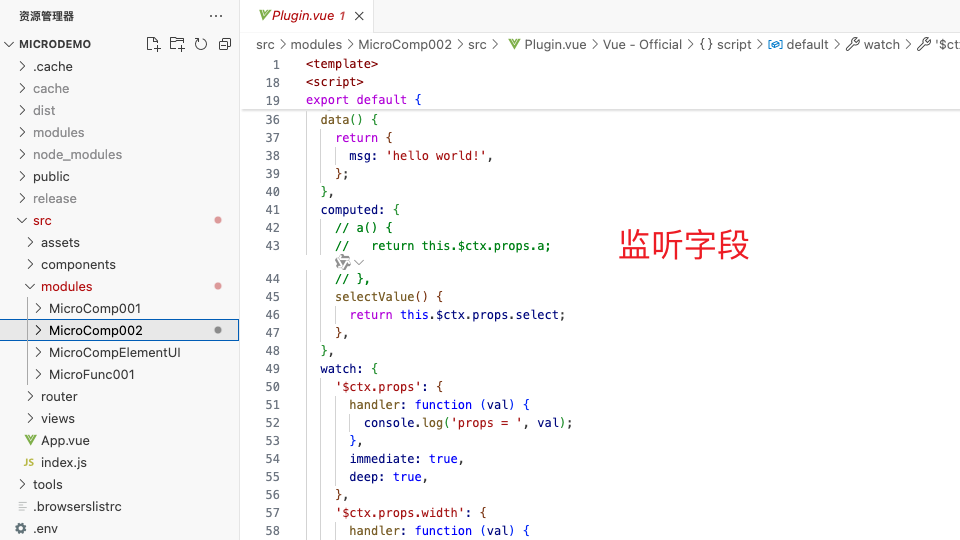 资源管理器
···
Plugin.vue 1
MICRODEMO
src > modules > MicroComp002 > src > Plugin.vue > Vue - Official > {} script > default > watch > '$ctx
.cache
cache
dist
modules
node_modules
public
release
src
assets
components
modules
MicroComp001
MicroComp002
MicroCompElementUI
MicroFunc001
router
views
App.vue
JS index.js
tools
.browserslistrc
.env
1 <template>
18 <script>
19 export default {
36 data() {
37 return {
38 msg: 'hello world!',
39 };
40 },
41 computed: {
42 // a() {
43 // return this.$ctx.props.a;
44 // },
45 selectValue() {
46 return this.$ctx.props.select;
47 },
48 },
49 watch: {
50 '$ctx.props': {
51 handler: function (val) {
52 console.log('props = ', val);
53 },
54 immediate: true,
55 deep: true,
56 },
57 '$ctx.props.width': {
58 handler: function (val) {
监听字段